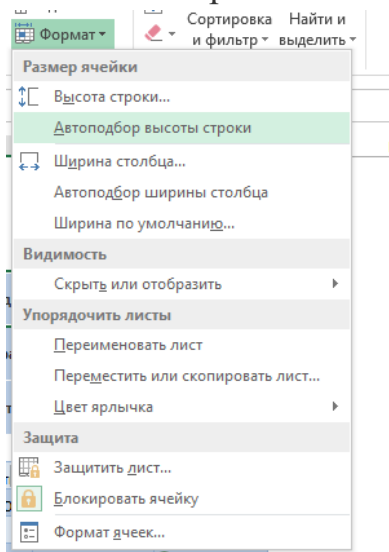 Формат
Сортировка Найти и
и фильтр выделить
Размер ячейки
Высота строки...
Автоподбор высоты строки
Ширина столбца...
Автоподбор ширины столбца
Ширина по умолчанию...
Видимость
Скрыть или отобразить
Упорядочить листы
Переименовать лист
Переместить или скопировать лист...
Цвет ярлычка
Защита
Защитить лист...
Блокировать ячейку
Формат ячеек...